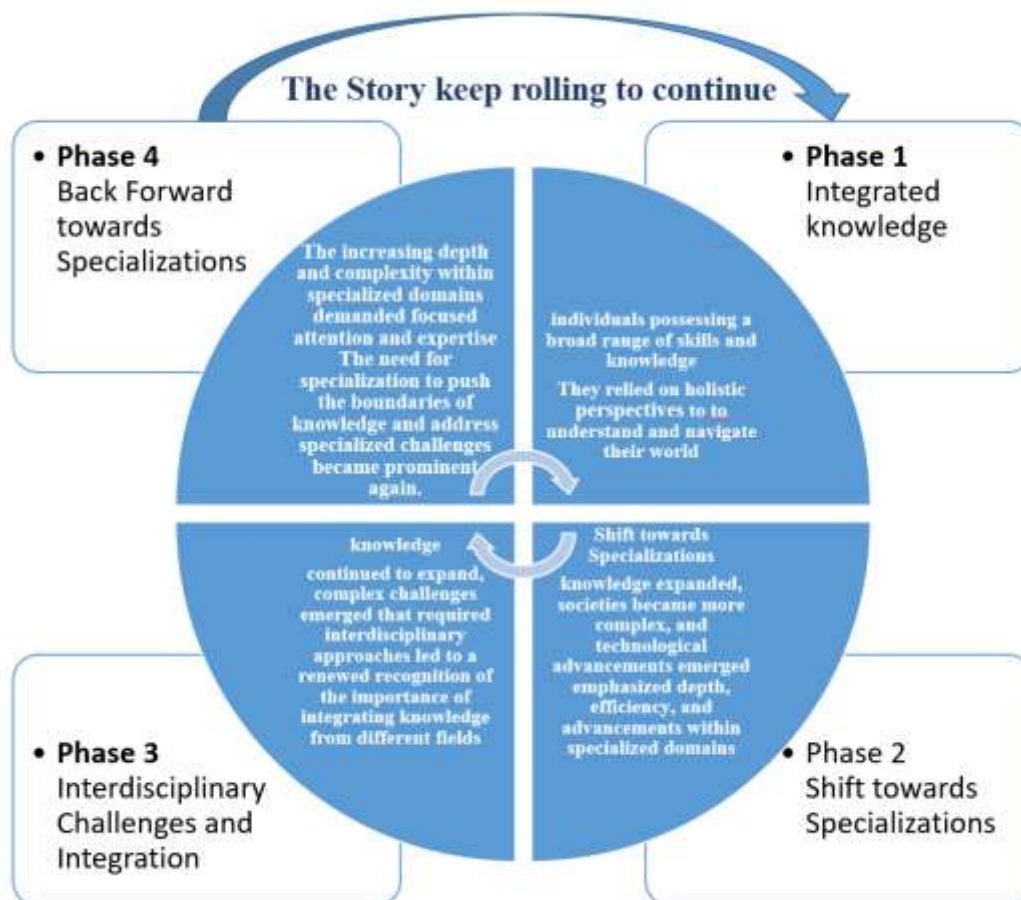 The Story keep rolling to continue
• Phase 4
Back Forward
towards
Specializations
• Phase 1
Integrated
knowledge
The increasing depth
and complexity within
specialized domains
demanded focused
attention and expertise
The need for
specialization to push
the boundaries of
knowledge and address
specialized challenges
became prominent
again.
individuals possessing a
broad range of skills and
knowledge
They relied on holistic
perspectives to to
understand and navigate
their world
Shift towards
Specializations
knowledge expanded,
societies became more
complex, and
technological
advancements emerged
emphasized depth,
efficiency, and
advancements within
specialized domains
knowledge
continued to expand,
complex challenges
emerged that required
interdisciplinary
approaches led to a
renewed recognition of
the importance of
integrating knowledge
from different fields
• Phase 3
Interdisciplinary
Challenges and
Integration
• Phase 2
Shift towards
Specializations